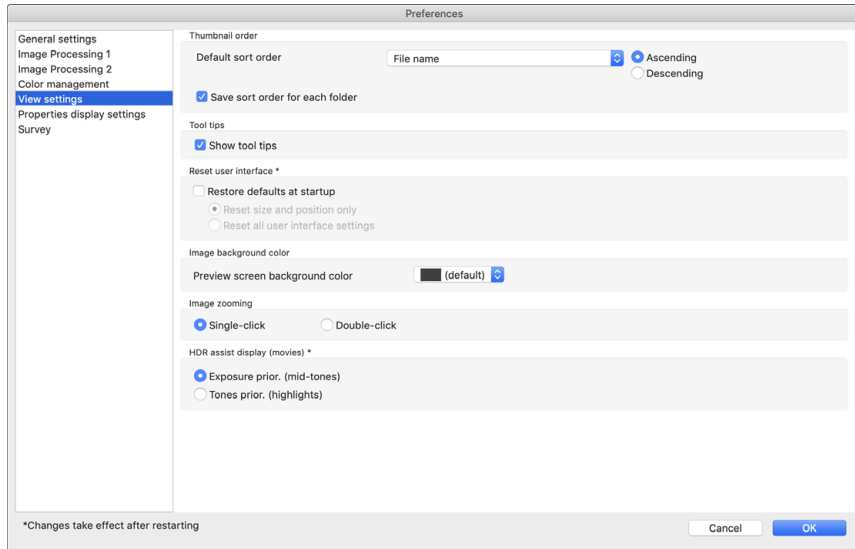 Preferences
General settings
Image Processing 1
Image Processing 2
Color management
View settings
Properties display settings
Survey
Thumbnail order
Default sort order
File name
Ascending
Descending
Save sort order for each folder
Tool tips
Show tool tips
Reset user interface *
Restore defaults at startup
Reset size and position only
Reset all user interface settings
Image background color
Preview screen background color
(default)
Image zooming
Single-click
Double-click
HDR assist display (movies) *
Exposure prior. (mid-tones)
Tones prior. (highlights)
*Changes take effect after restarting
Cancel
OK